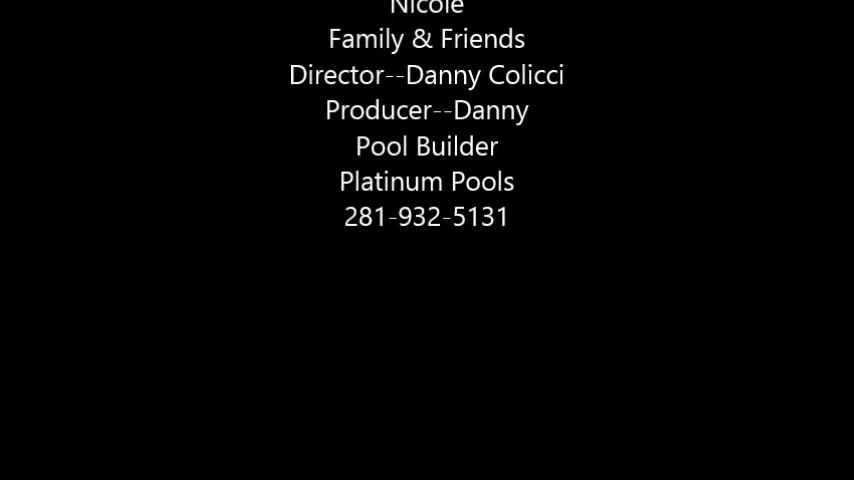 Nicole
Family & Friends
Director--Danny Colicci
Producer--Danny
Pool Builder
Platinum Pools
281-932-5131